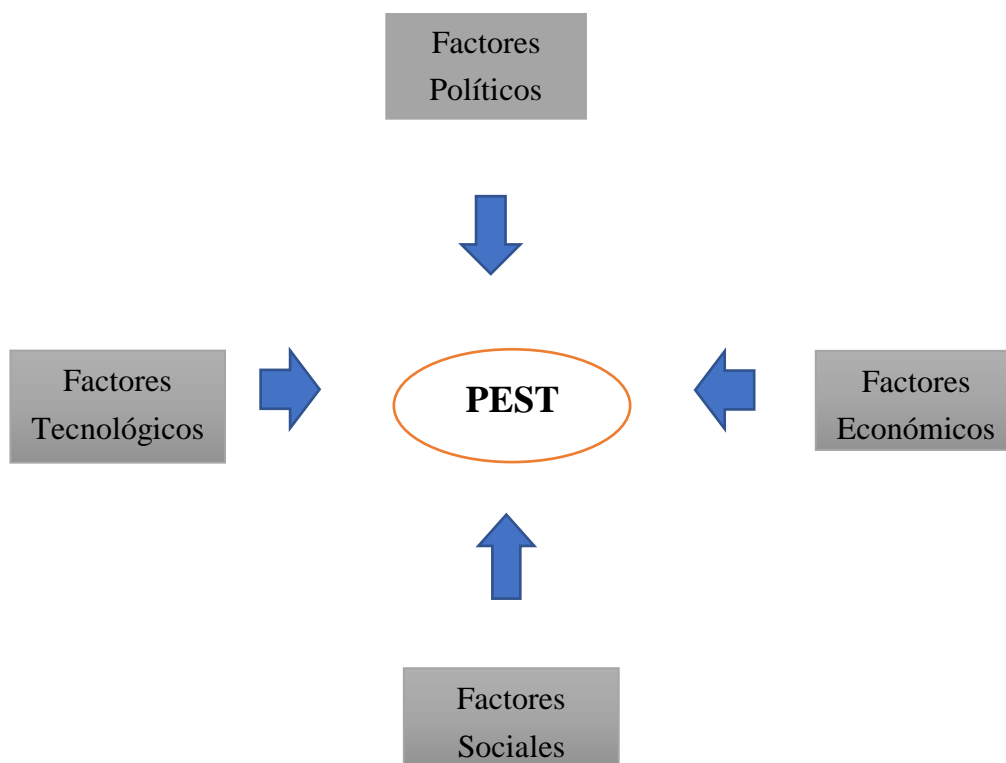 Factores
Políticos
Factores
Tecnológicos
PEST
Factores
Económicos
Factores
Sociales